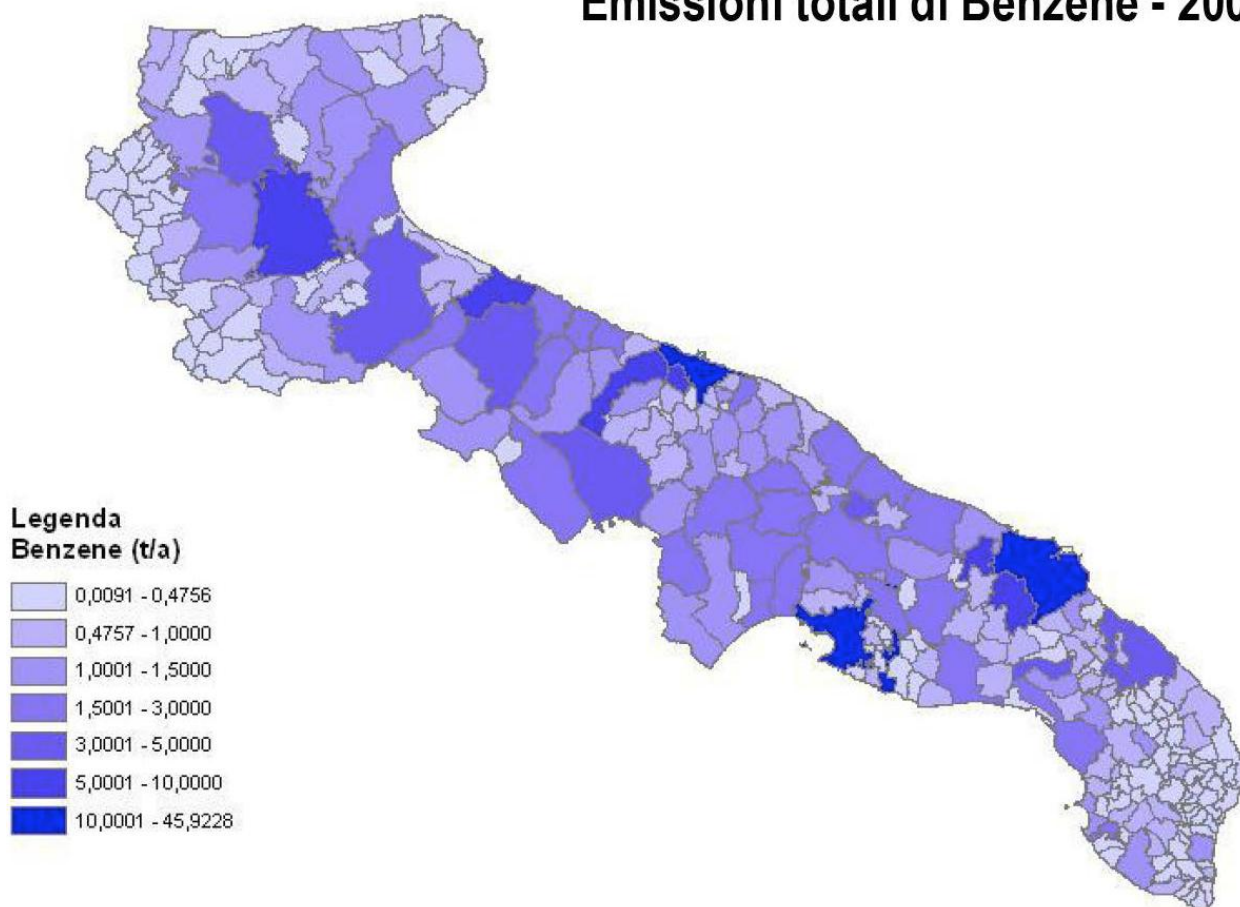 Emissioni totali di Benzene - 200
Legenda
Benzene (t/a)
0,0091 - 0,4756
0,4757 - 1,0000
1,0001 - 1,5000
1,5001 - 3,0000
3,0001 - 5,0000
5,0001 - 10,0000
10,0001 - 45,9228